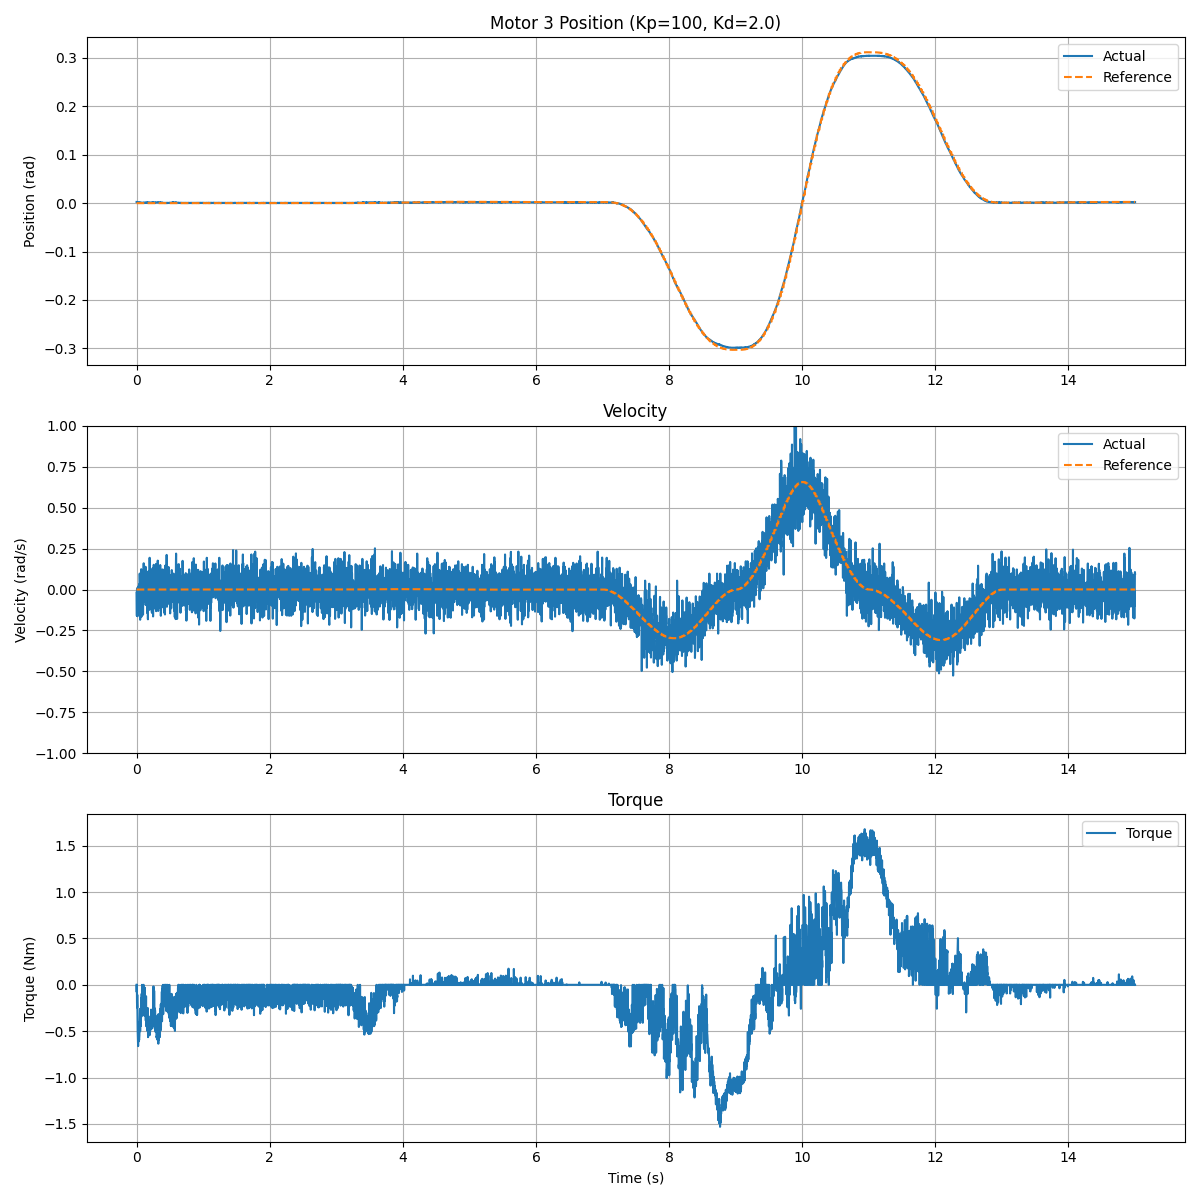 Motor 3 Position (Kp=100, Kd=2.0)
0.3
0.2
0.1
0.0
−0.1
−0.2
−0.3
Position (rad)
Actual
Reference
0 2 4 6 8 10 12 14
Velocity
1.00
0.75
0.50
0.25
0.00
−0.25
−0.50
−0.75
−1.00
Velocity (rad/s)
Actual
Reference
0 2 4 6 8 10 12 14
Torque
1.5
1.0
0.5
0.0
−0.5
−1.0
−1.5
Torque (Nm)
Torque
0 2 4 6 8 10 12 14
Time (s)